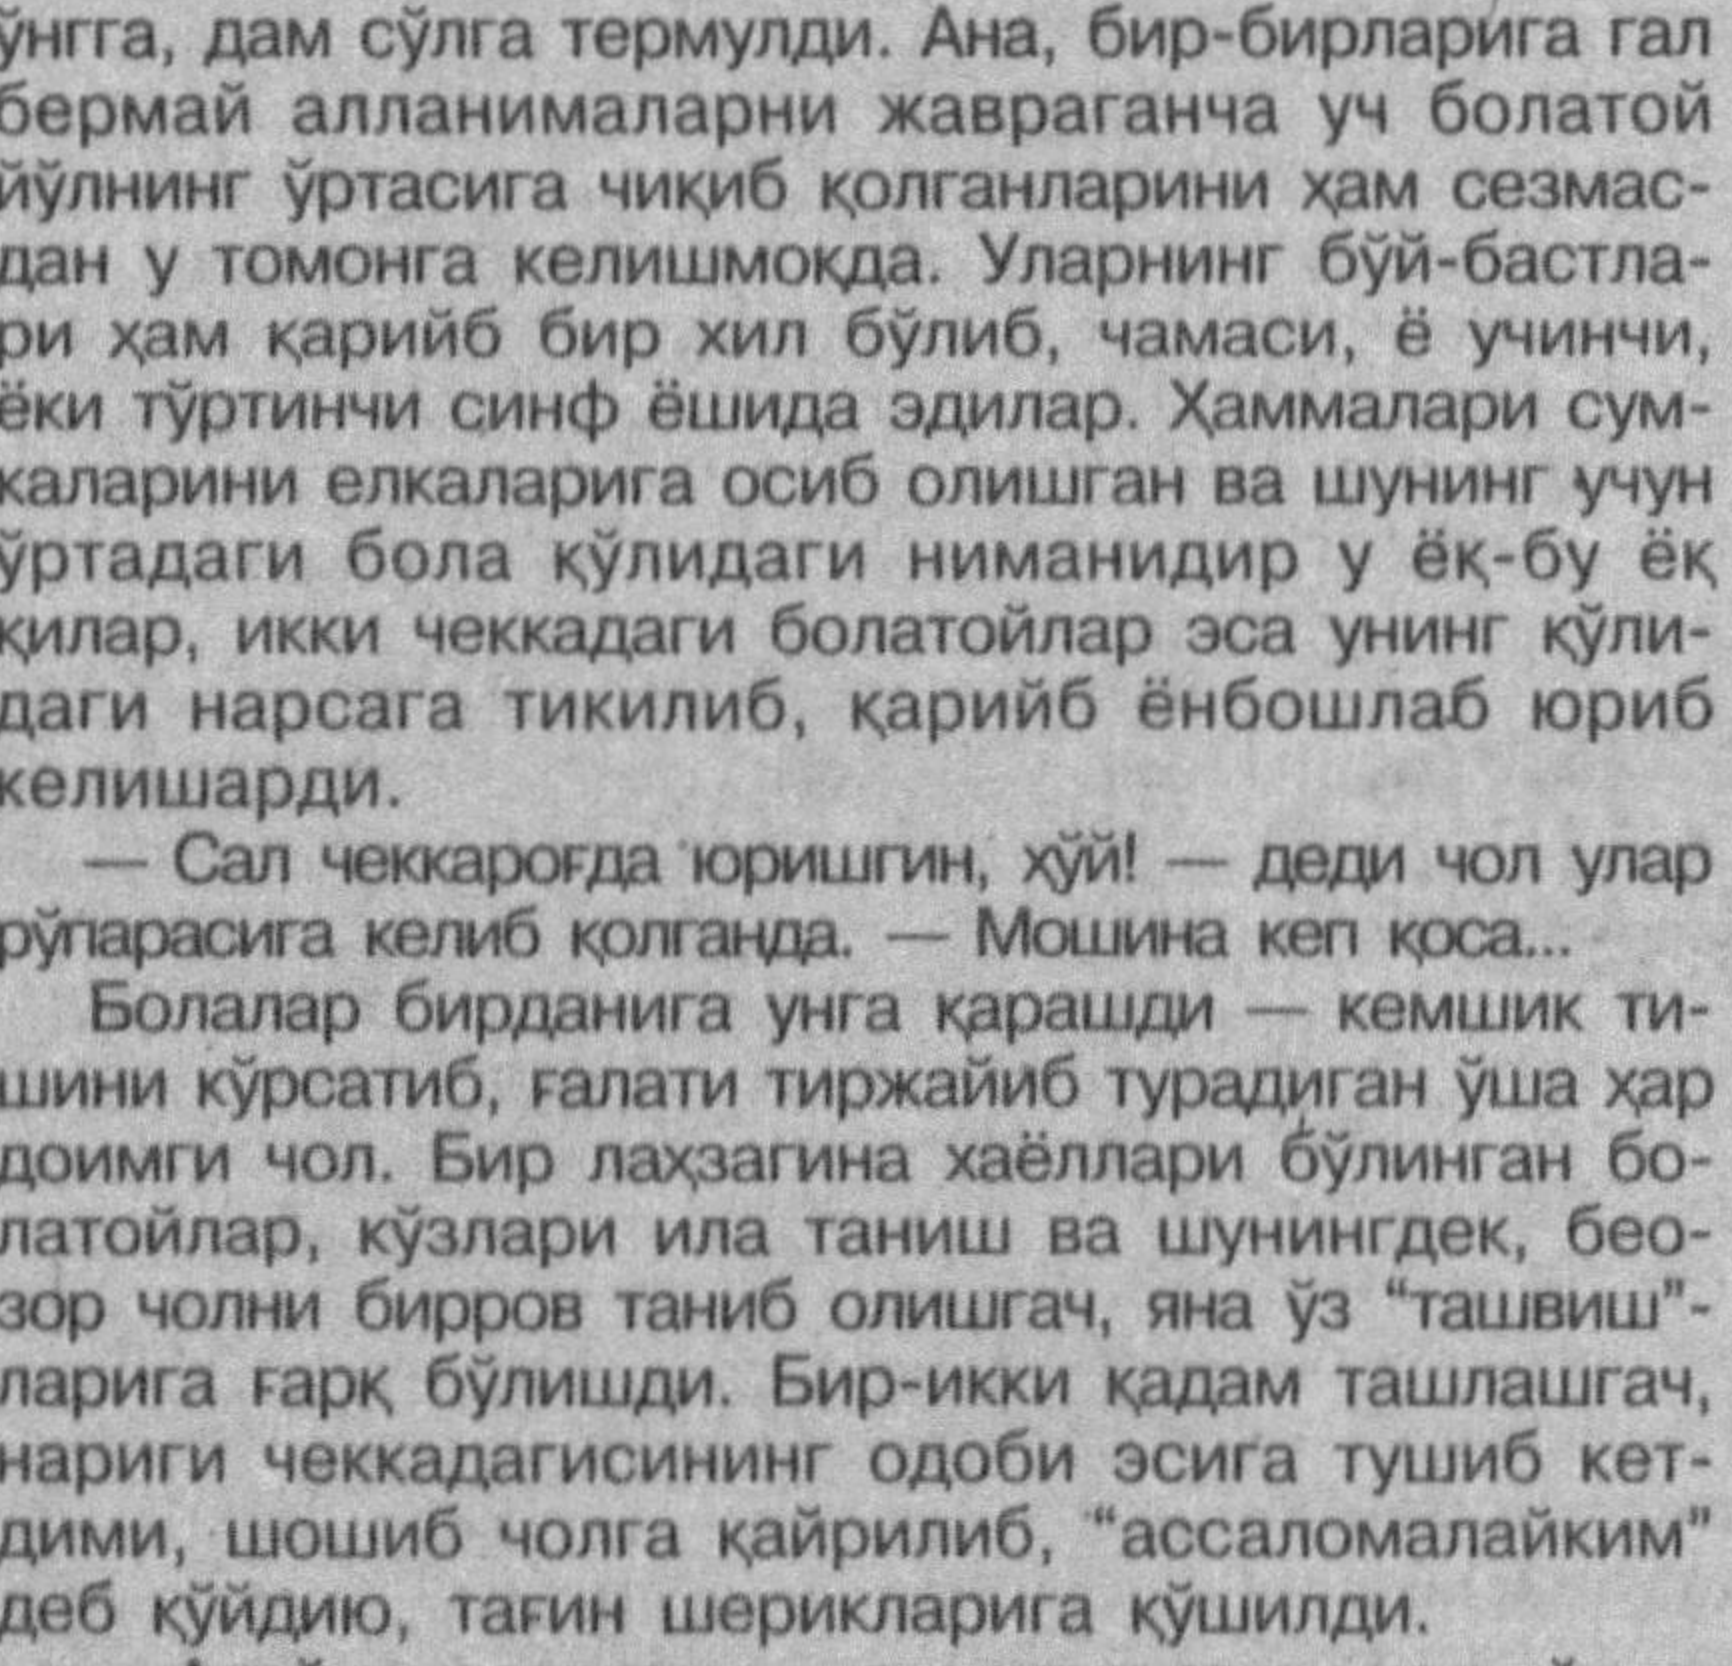 ўнгга, дам сўлга термулди. Ана, бир-бирларига гал
бермай алланималарни жавраганча уч болатой
йўлнинг ўртасига чиқиб қолганларини ҳам сезмас-
дан у томонга келишмоқда. Уларнинг бўй-бастла-
ри ҳам қарийб бир хил бўлиб, чамаси, ё учинчи,
ёки тўртинчи синф ёшида эдилар. Ҳаммалари сум-
каларини елкаларига осиб олишган ва шунинг учун
ўртадаги бола қўлидаги ниманидир у ёқ-бу ёқ
қилар, икки чеккадаги болатойлар эса унинг қўли-
даги нарсага тикилиб, қарийб ёнбошлаб юриб
келишарди.
— Сал чеккароғда юришгин, ҳўй! — деди чол улар
рўпарасига келиб қолганда. — Мошина кеп қоса...
Болалар бирданига унга қарашди — кемшик ти-
шини кўрсатиб, ғалати тиржайиб турадиган ўша ҳар
доимги чол. Бир лаҳзагина хаёллари бўлинган бо-
латойлар, кўзлари ила таниш ва шунингдек, бео-
зор чолни бирров таниб олишгач, яна ўз “ташвиш”-
ларига ғарқ бўлишди. Бир-икки қадам ташлашгач,
нариги чеккадагисининг одоби эсига тушиб кет-
дими, шошиб чолга қайрилиб, “ассаломалайким”
деб қўйдию, тағин шерикларига қўшилди.